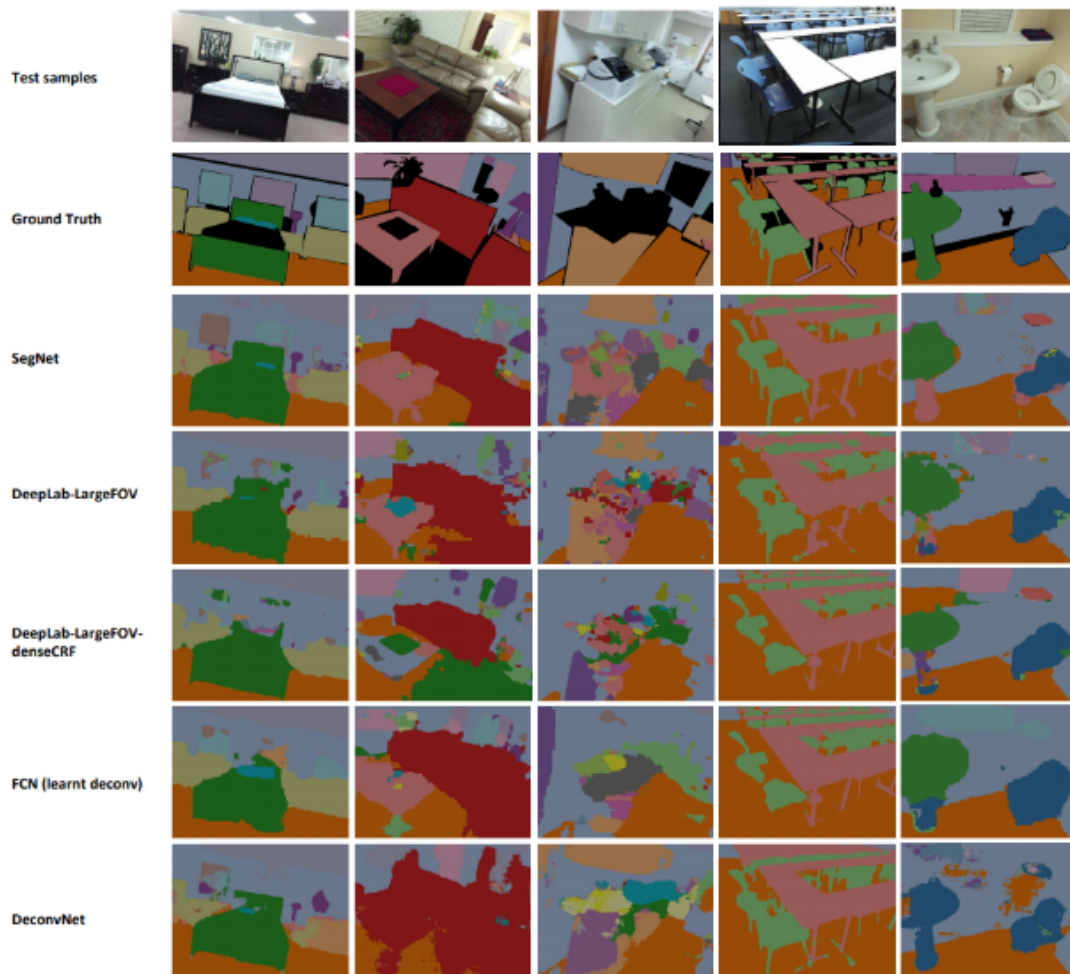 Test samples
Ground Truth
SegNet
DeepLab-LargeFOV
DeepLab-LargeFOV-
denseCRF
FCN (learnt deconv)
DeconvNet